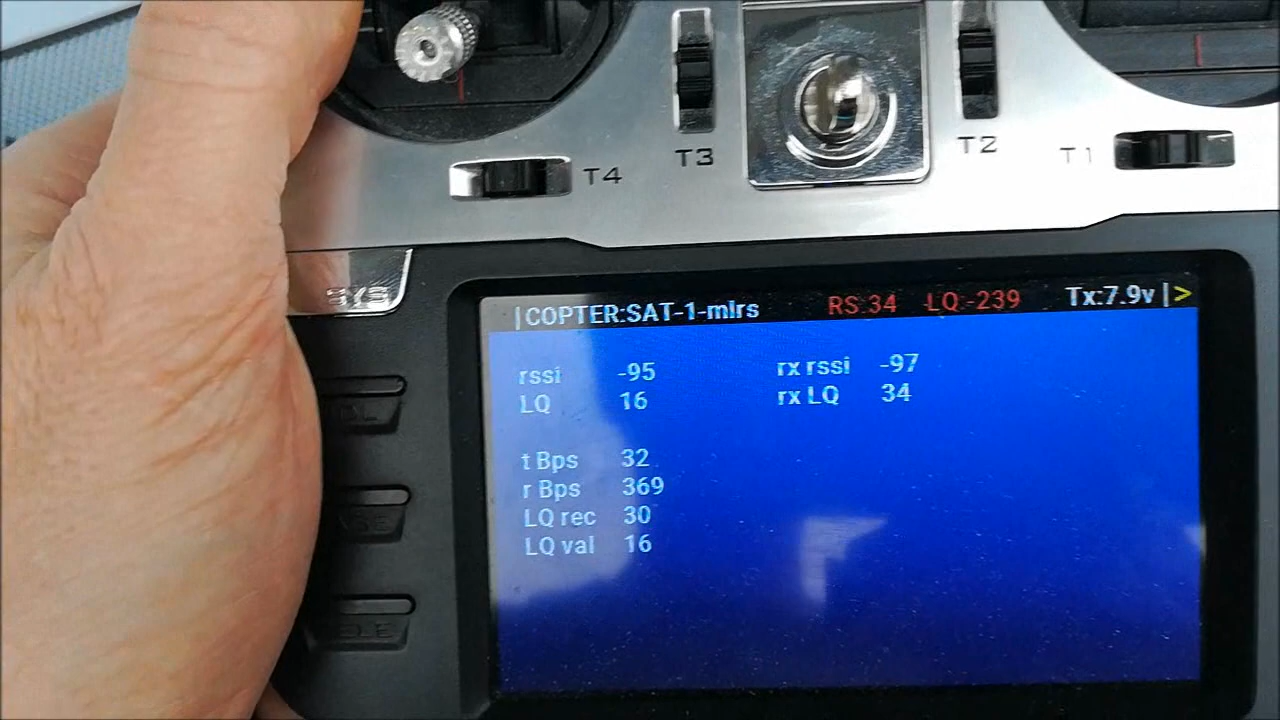 T4
T3
T2
T1
SYS
|COPTER:SAT-1-mlrs RS:34 LQ:-239 Tx:7.9v |>
rssi -95 rx rssi -97
LQ 16 rx LQ 34
t Bps 32
r Bps 369
LQ rec 30
LQ val 16